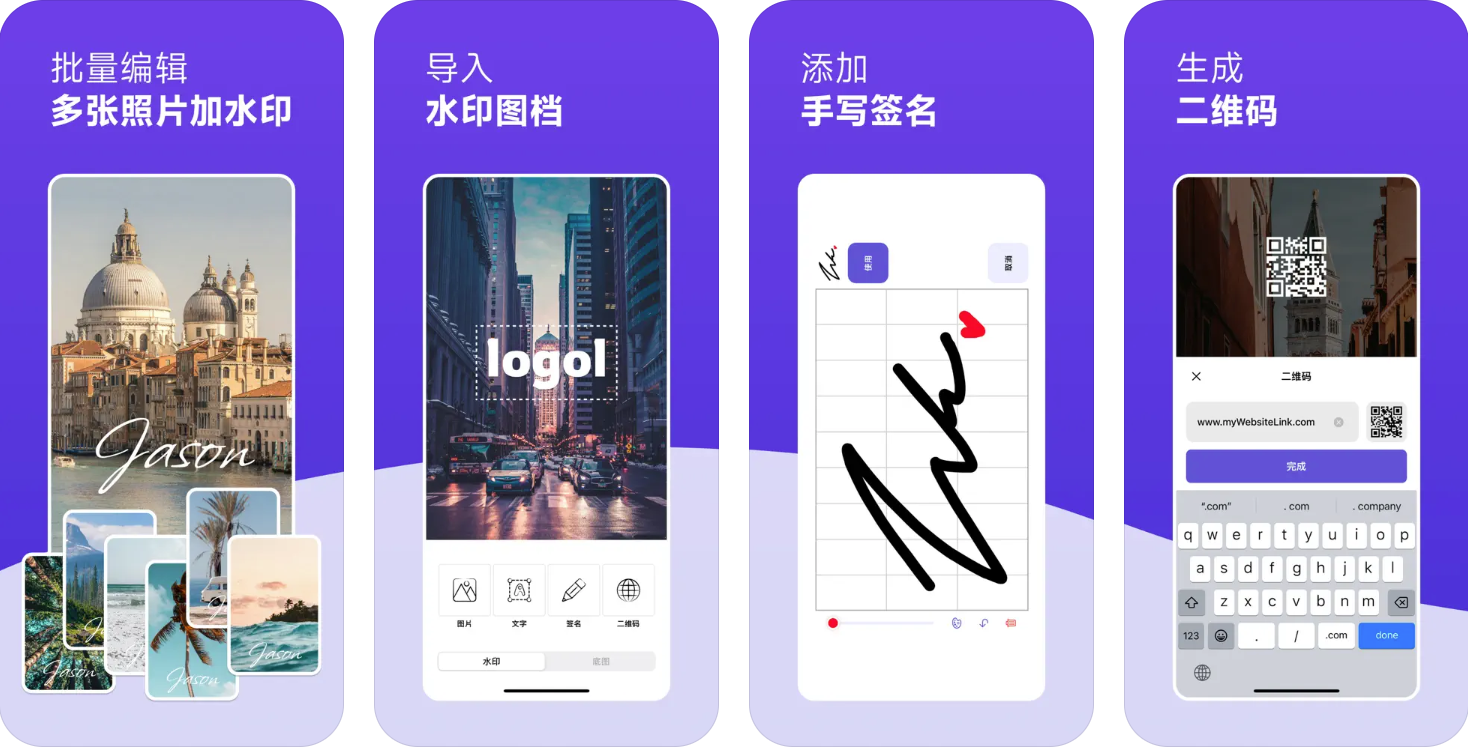 批量编辑
多张照片加水印
Jason
Jason
Jason
Jason
导入
水印图档
logol
图片 文字 签名 二维码
水印 底图
添加
手写签名
使用
取消
生成
二维码
二维码
www.myWebsiteLink.com
完成
“.com” . com . company
q w e r t y u i o p
a s d f g h j k l
z x c v b n m
123 . / .com done